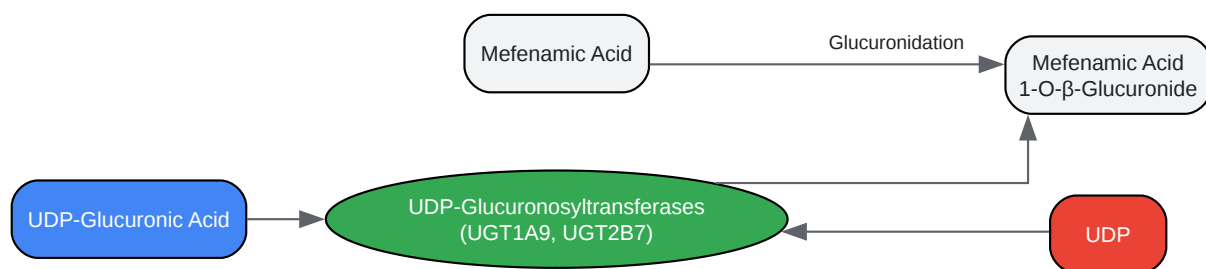 Mefenamic Acid
Glucuronidation
Mefenamic Acid
1-O-β-Glucuronide
UDP-Glucuronic Acid
UDP-Glucuronosyltransferases
(UGT1A9, UGT2B7)
UDP